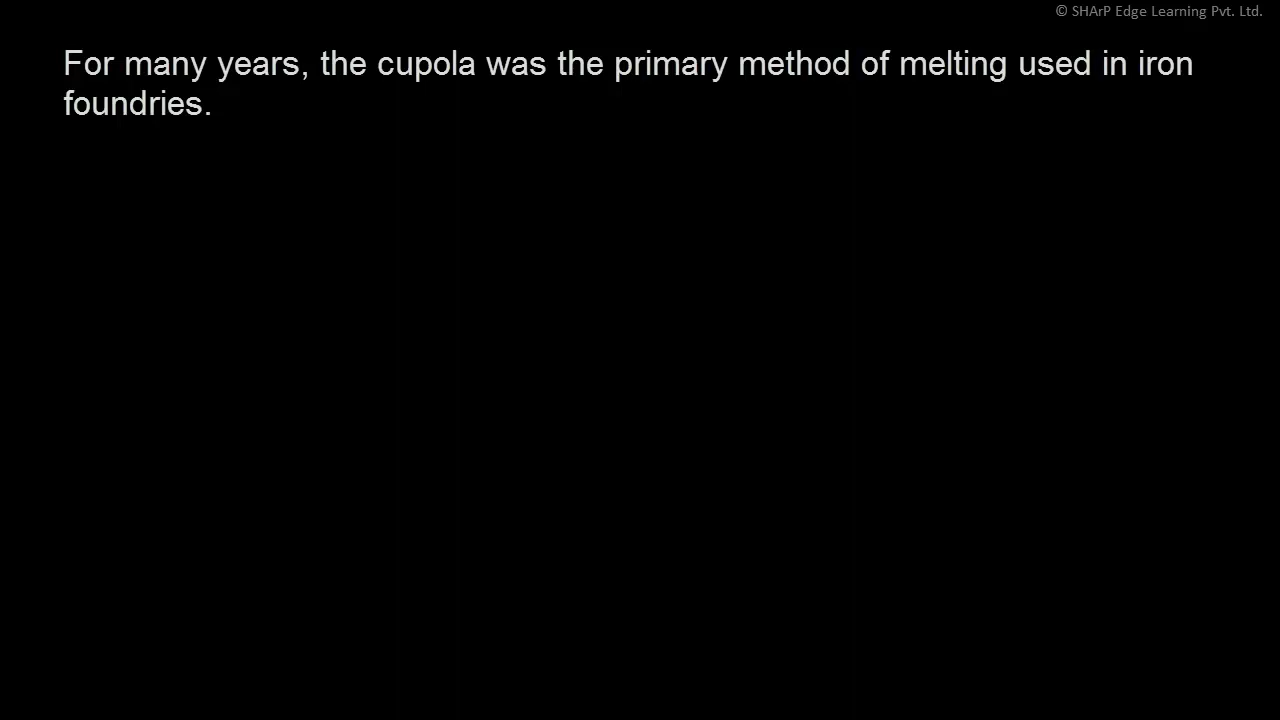 © SHArP Edge Learning Pvt. Ltd.
For many years, the cupola was the primary method of melting used in iron
foundries.